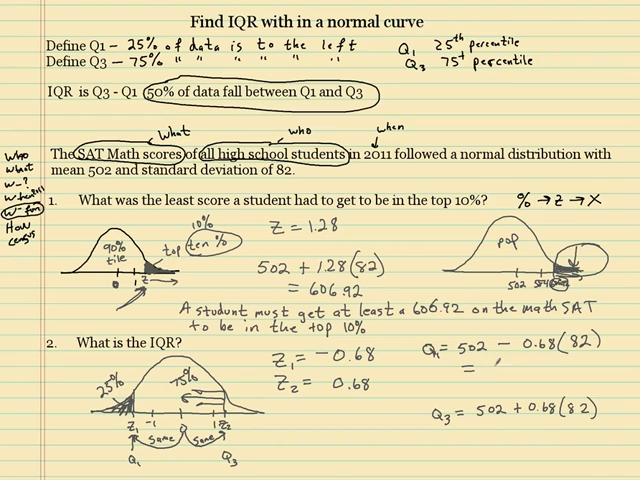 Find IQR with in a normal curve
Define Q1 – 25% of data is to the left
Define Q3 – 75% " " " " " "
Q1 25th percentile
Q3 75th percentile
IQR is Q3 - Q1 50% of data fall between Q1 and Q3
what who when
The SAT Math scores of all high school students in 2011 followed a normal distribution with
mean 502 and standard deviation of 82.
who
what
w–?
How
census
1. What was the least score a student had to get to be in the top 10%? % → Z → X
90%
tile
top 10%
ten %
0 1 Z
Z = 1.28
502 + 1.28(82)
= 606.92
pop
502
A student must get at least a 606.92 on the math SAT
to be in the top 10%
2. What is the IQR?
25% 75%
Z1 -1 0 1 Z2
same same
Q1 Q3
Z1 = -0.68
Z2 = 0.68
Q1 = 502 - 0.68(82)
=
Q3 = 502 + 0.68(82)